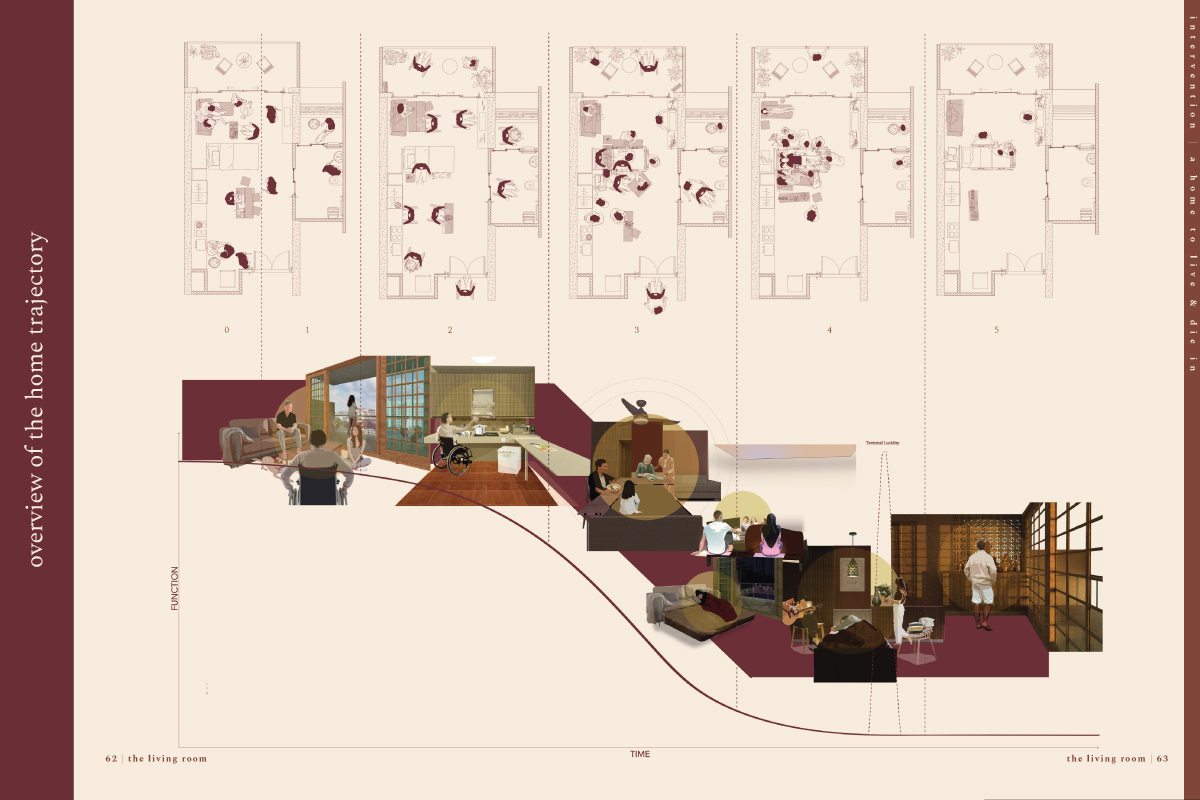 overview of the home trajectory
intervention | a home to live & die in
0
1
2
3
4
5
Terminal Lucidity
FUNCTION
TIME
62 | the living room
the living room | 63